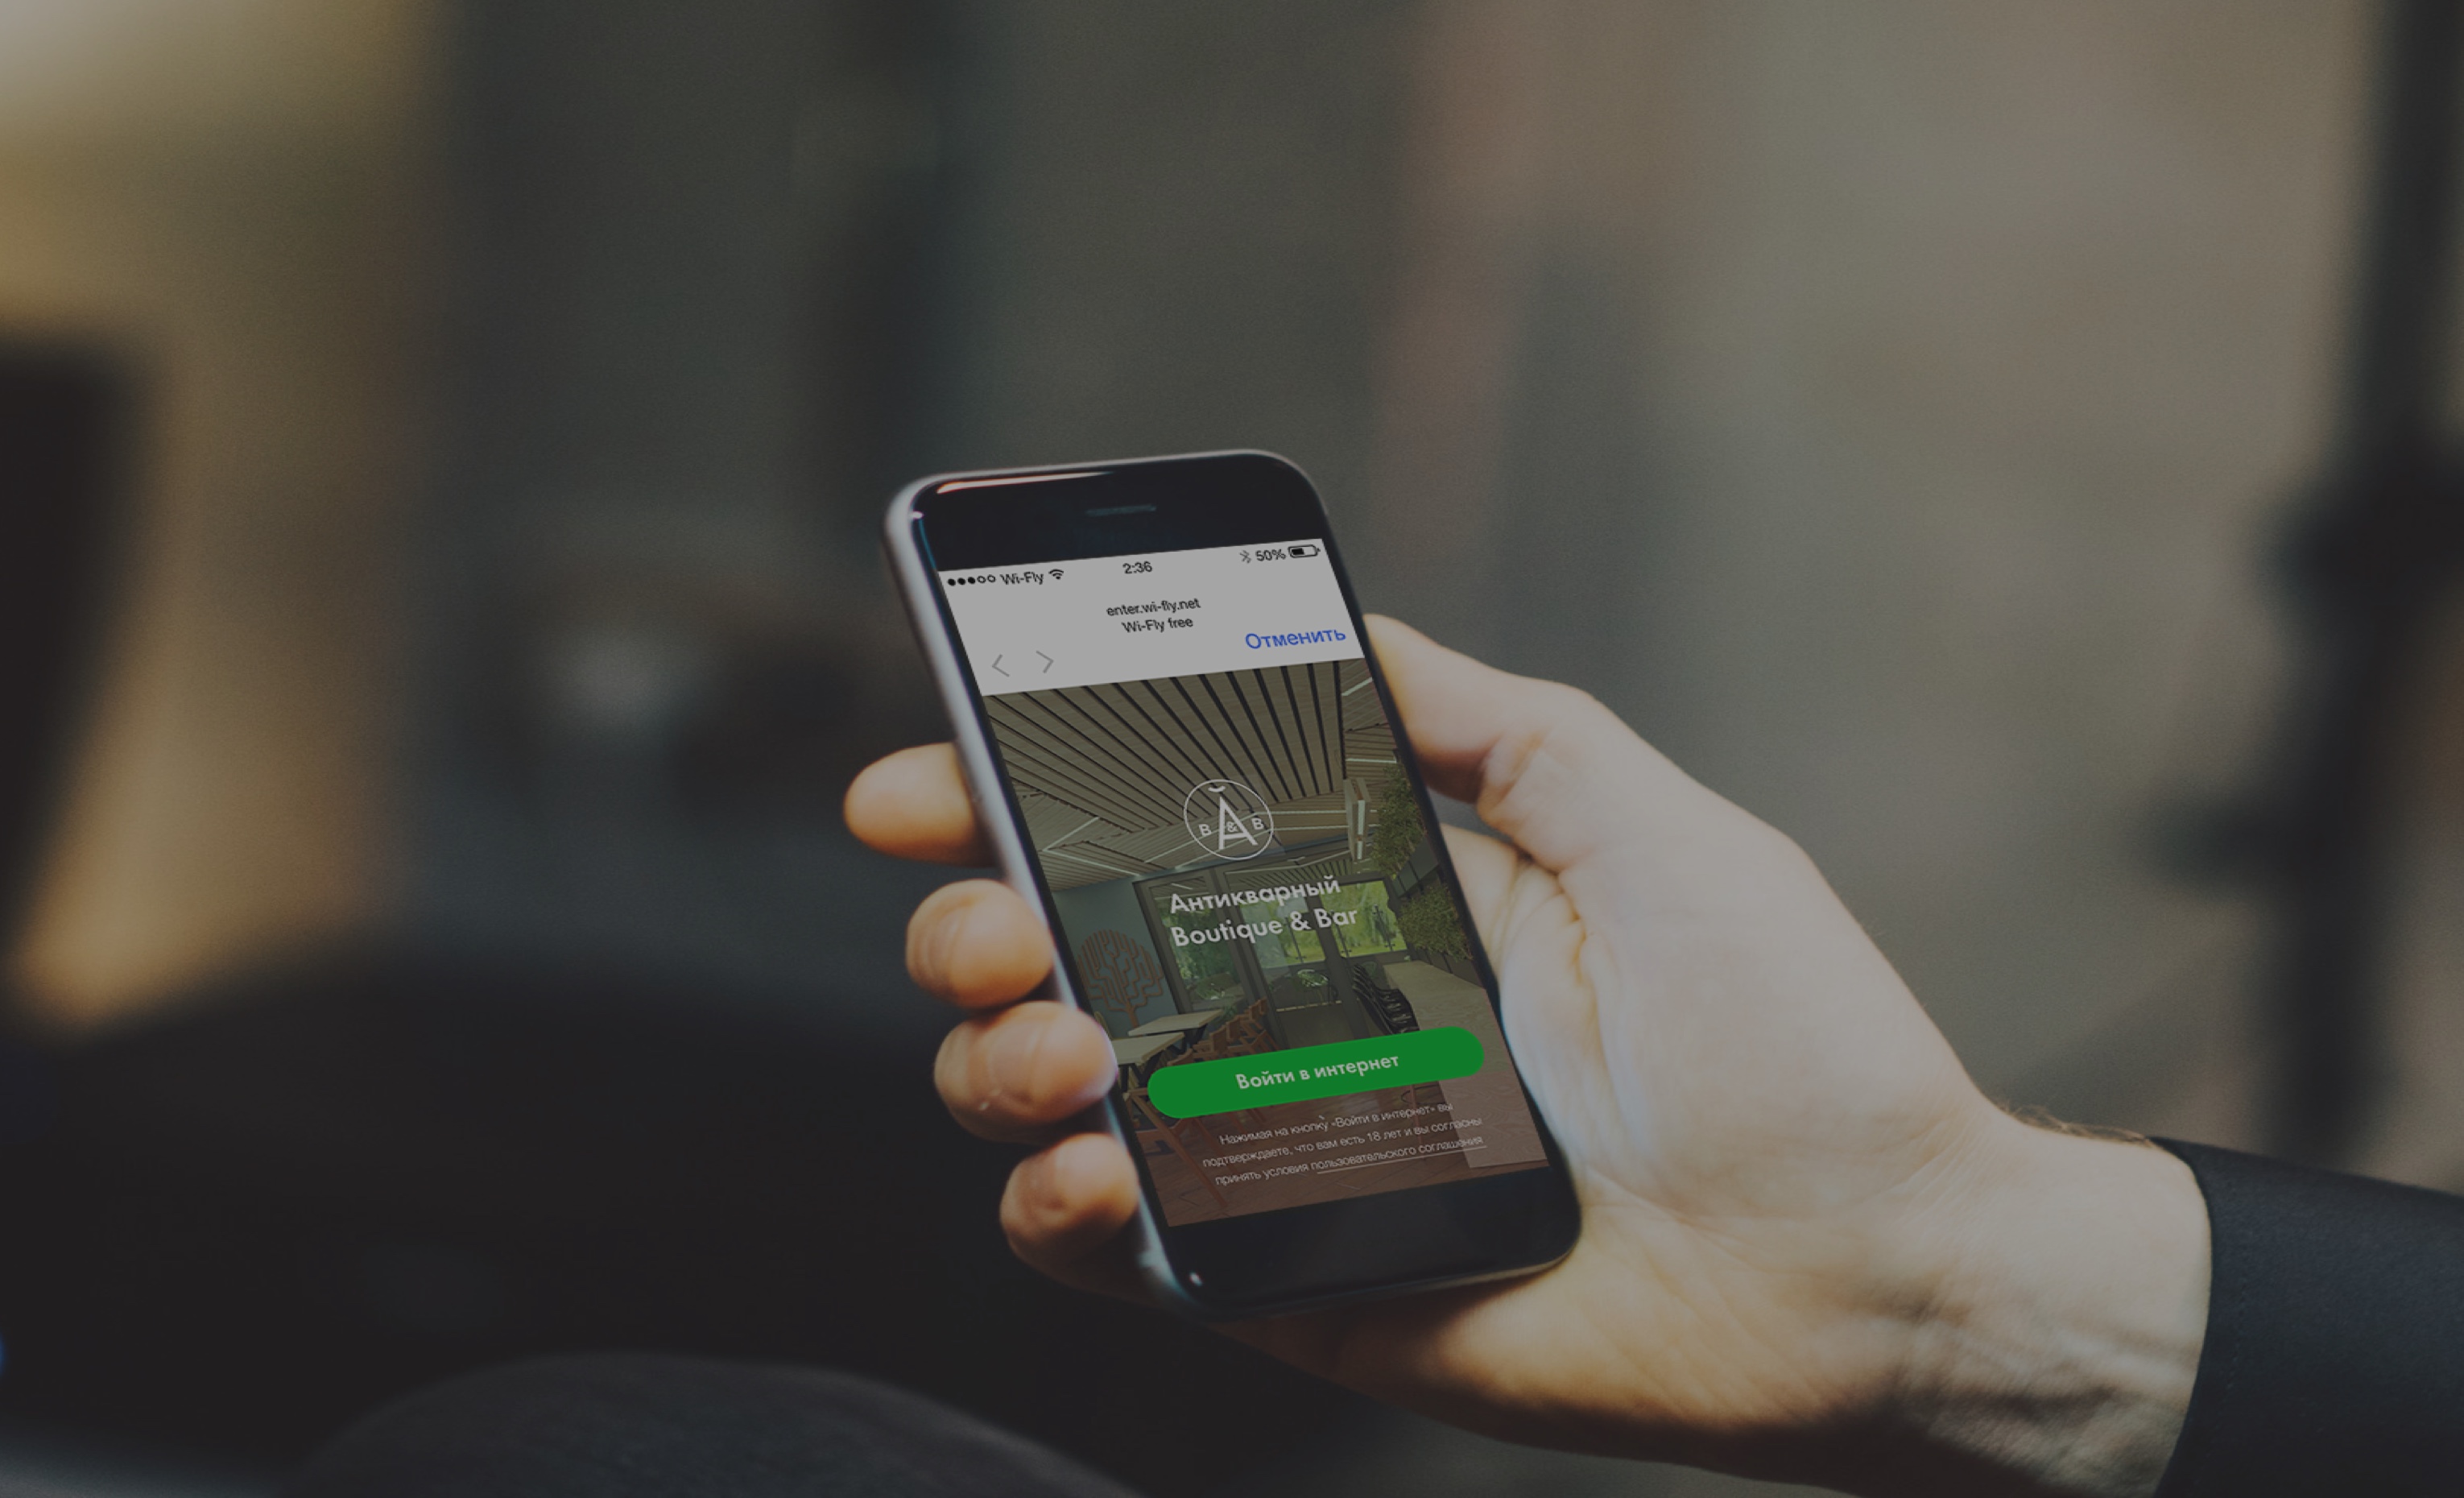 Wi-Fly 2:36 50%
enter.wi-fly.net
Wi-Fly free
Отменить
Ă
B & B
Антикварный
Boutique & Bar
Войти в интернет
Нажимая на кнопку «Войти в интернет» вы
подтверждаете, что вам есть 18 лет и вы согласны
принять условия пользовательского соглашения